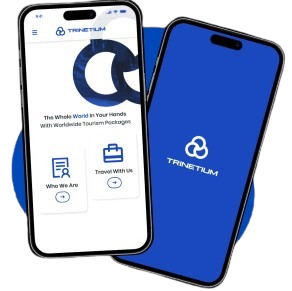 TRINETIUM
The Whole World In Your Hands
With Worldwide Tourism Packages
Who We Are
Travel With Us
TRINETIUM